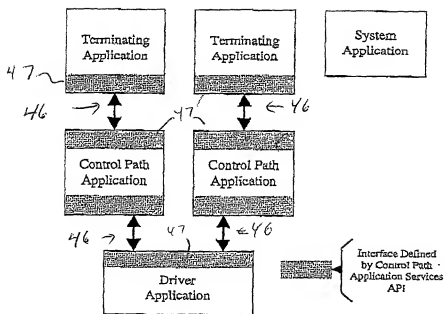 Terminating
Application
Terminating
Application
System
Application
47
46
47
46
Control Path
Application
Control Path
Application
46
47
46
Driver
Application
Interface Defined
by Control Path
Application Services
API